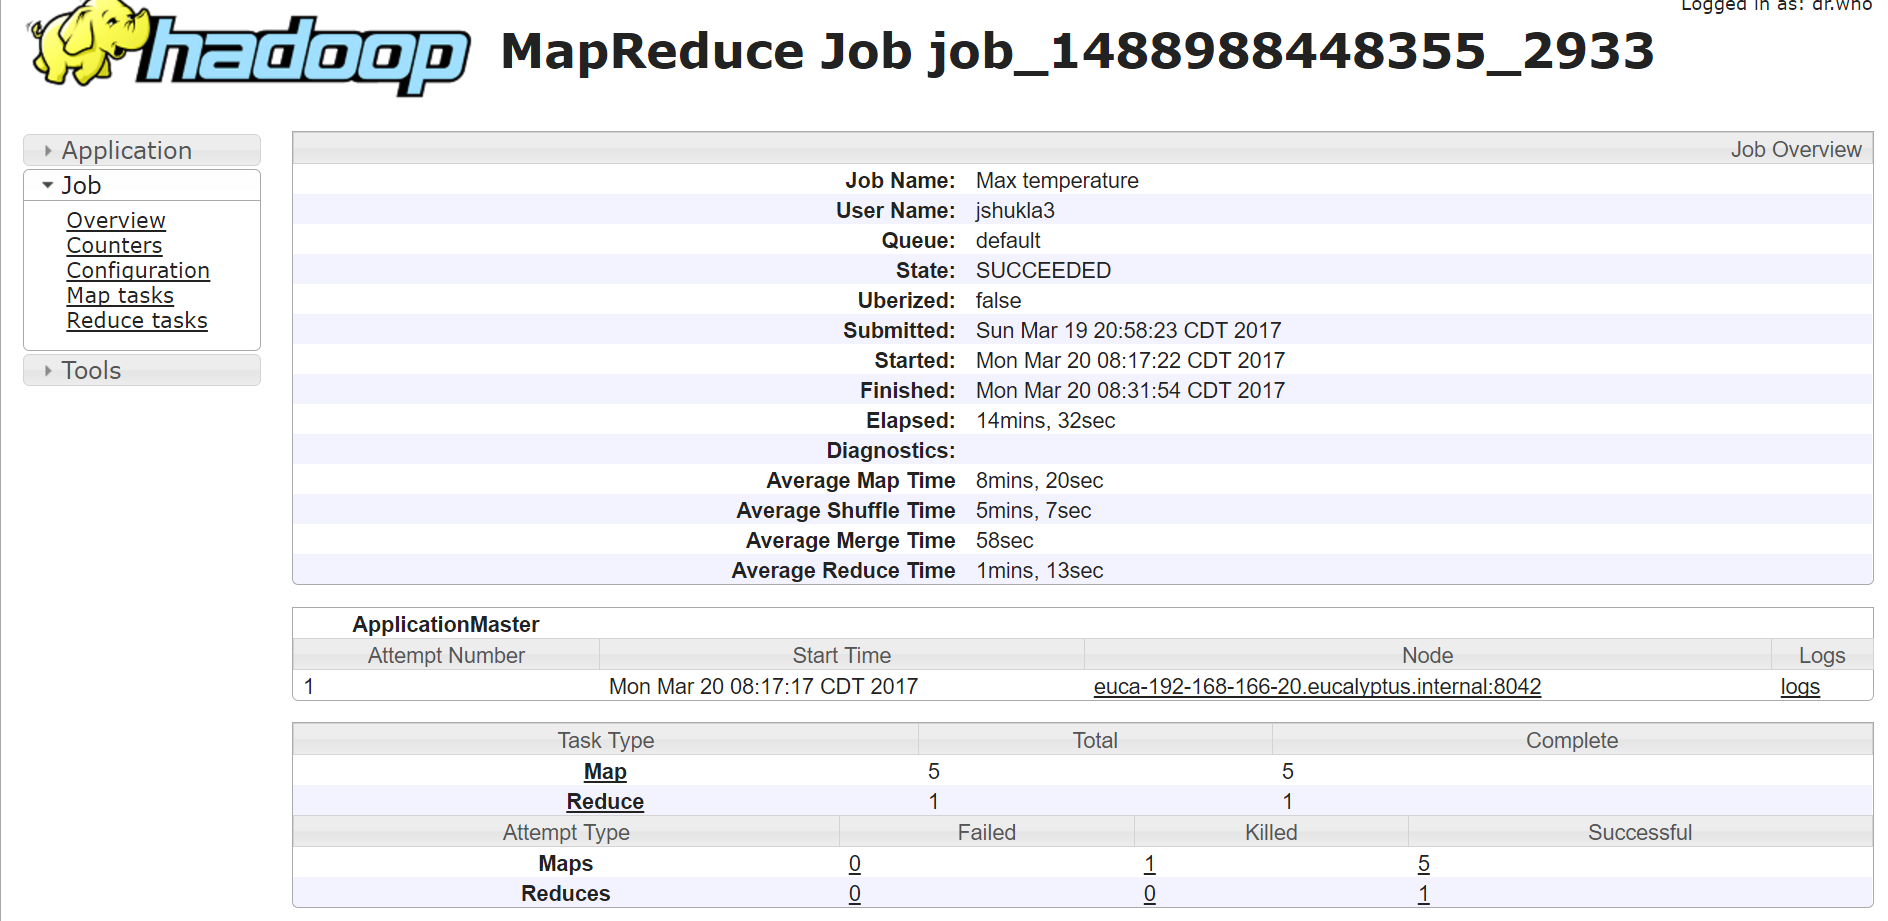 Logged in as: dr.who
hadoop MapReduce Job job_1488988448355_2933
Application
Job
Overview
Counters
Configuration
Map tasks
Reduce tasks
Tools
Job Overview
Job Name: Max temperature
User Name: jshukla3
Queue: default
State: SUCCEEDED
Uberized: false
Submitted: Sun Mar 19 20:58:23 CDT 2017
Started: Mon Mar 20 08:17:22 CDT 2017
Finished: Mon Mar 20 08:31:54 CDT 2017
Elapsed: 14mins, 32sec
Diagnostics:
Average Map Time 8mins, 20sec
Average Shuffle Time 5mins, 7sec
Average Merge Time 58sec
Average Reduce Time 1mins, 13sec
ApplicationMaster
Attempt Number Start Time Node Logs
1 Mon Mar 20 08:17:17 CDT 2017 euca-192-168-166-20.eucalyptus.internal:8042 logs
Task Type Total Complete
Map 5 5
Reduce 1 1
Attempt Type Failed Killed Successful
Maps 0 1 5
Reduces 0 0 1